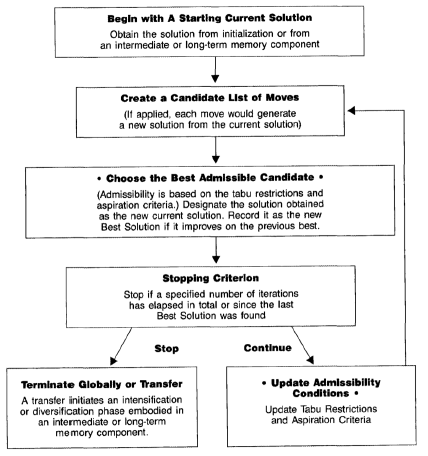 Begin with A Starting Current Solution
Obtain the solution from initialization or from
an intermediate or long-term memory component
Create a Candidate List of Moves
(If applied, each move would generate
a new solution from the current solution)
• Choose the Best Admissible Candidate •
(Admissibility is based on the tabu restrictions and
aspiration criteria.) Designate the solution obtained
as the new current solution. Record it as the new
Best Solution if it improves on the previous best.
Stopping Criterion
Stop if a specified number of iterations
has elapsed in total or since the last
Best Solution was found
Stop
Continue
Terminate Globally or Transfer
A transfer initiates an intensification
or diversification phase embodied in
an intermediate or long-term
memory component.
• Update Admissibility
Conditions •
Update Tabu Restrictions
and Aspiration Criteria